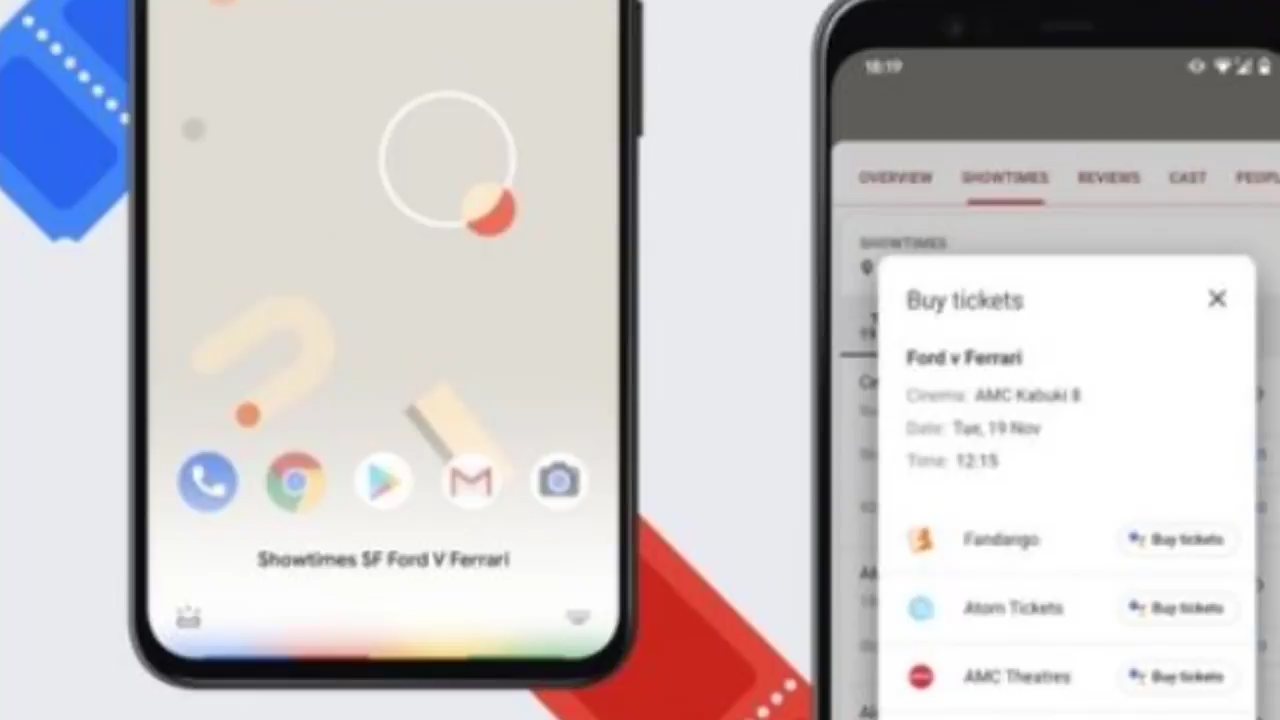 Showtimes SF Ford V Ferrari
18:19
OVERVIEW SHOWTIMES REVIEWS CAST
SHOWTIMES
Buy tickets
Ford v Ferrari
Cinema: AMC Kabuki 8
Date: Tue, 19 Nov
Time: 12:15
Fandango Buy tickets
Atom Tickets Buy tickets
AMC Theatres Buy tickets